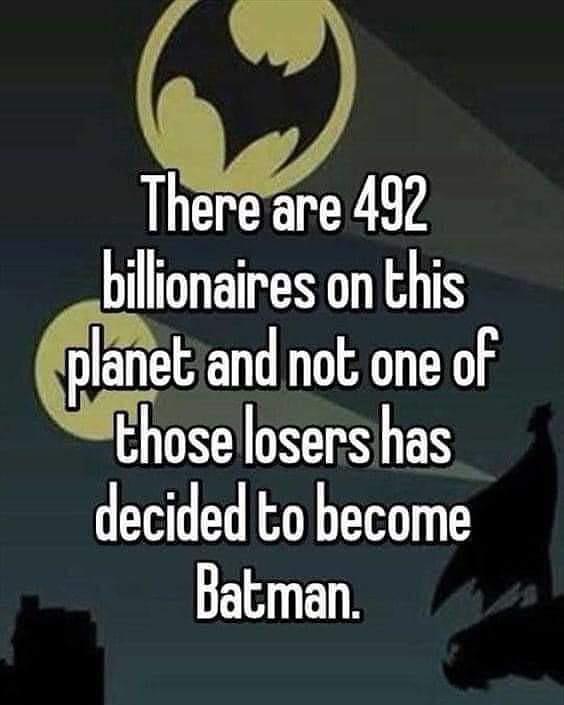 There are 492
billionaires on this
planet and not one of
those losers has
decided to become
Batman.